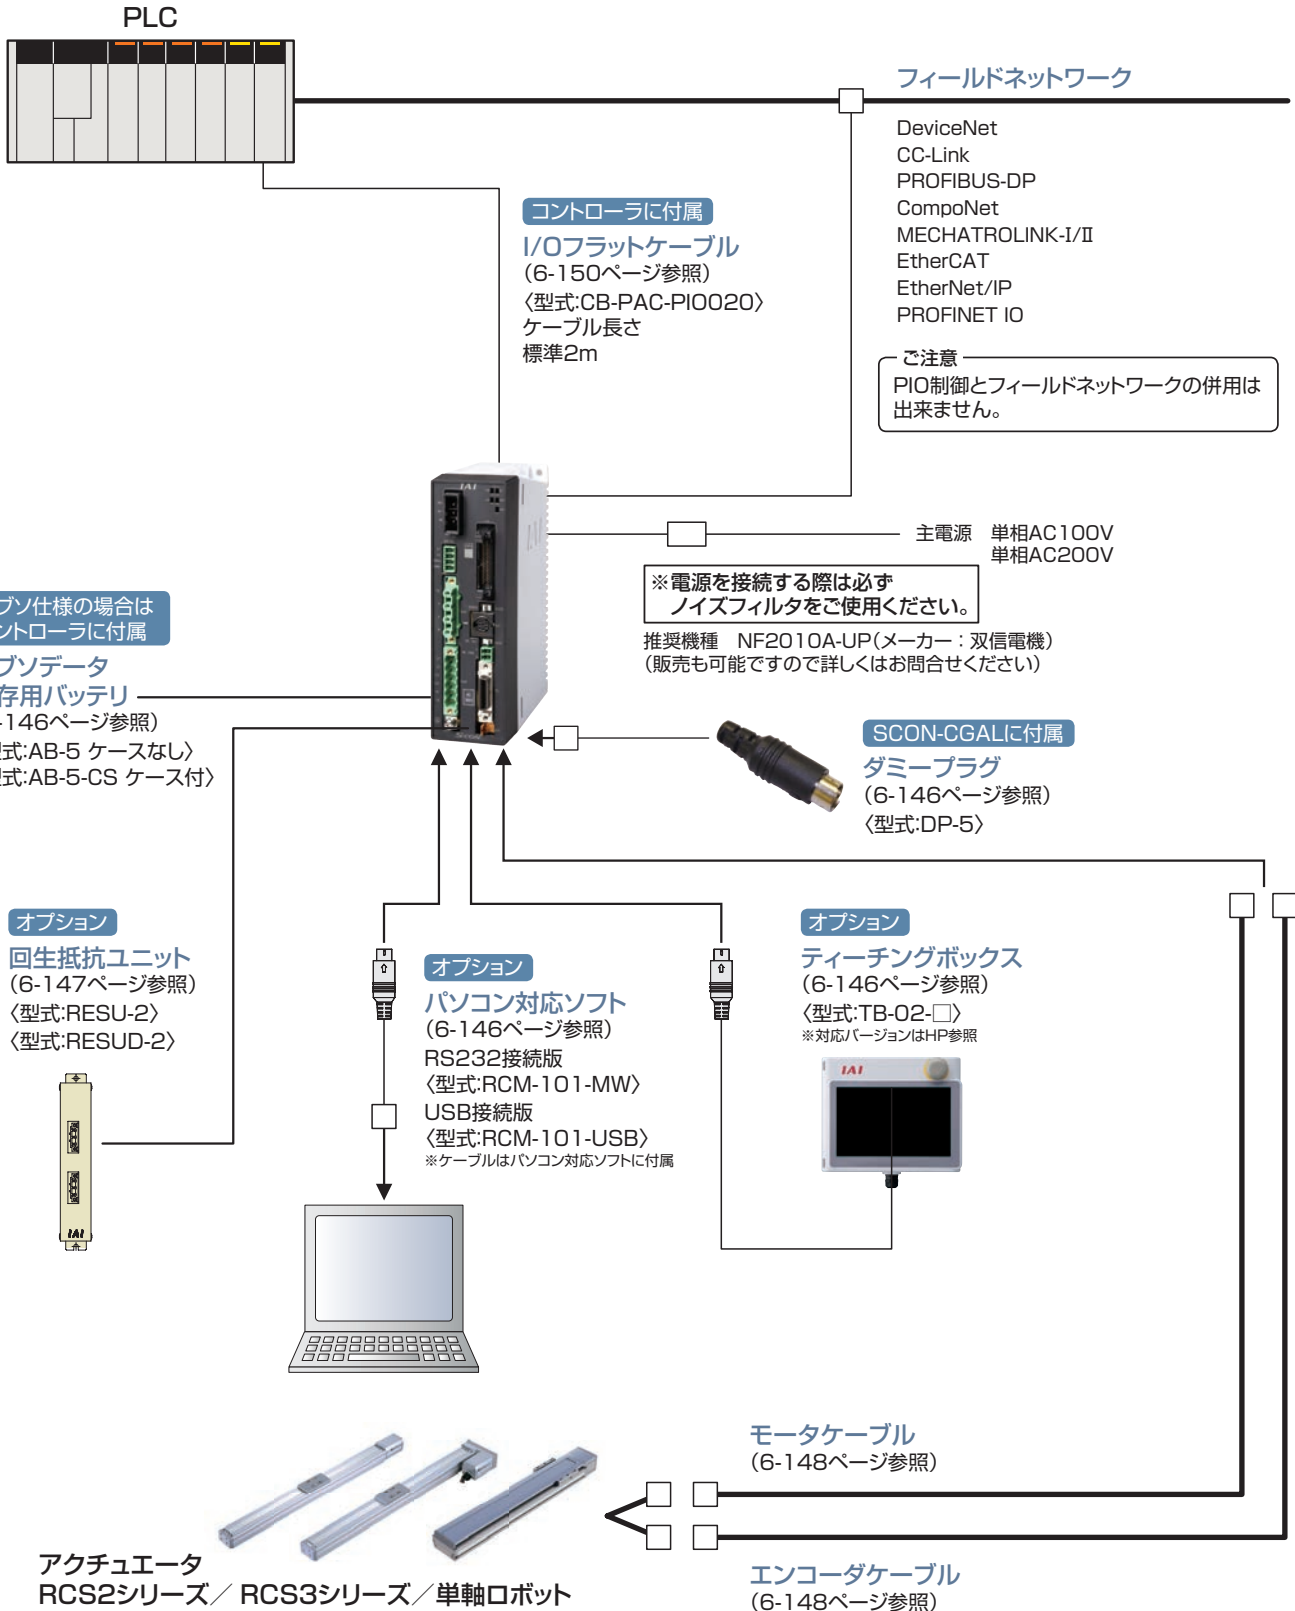 PLC
フィールドネットワーク
DeviceNet
CC-Link
PROFIBUS-DP
CompoNet
MECHATROLINK-I/II
EtherCAT
EtherNet/IP
PROFINET IO
ご注意
PIO制御とフィールドネットワークの併用は
出来ません。
コントローラに付属
I/Oフラットケーブル
(6-150ページ参照)
〈型式:CB-PAC-PIO020〉
ケーブル長さ
標準2m
IAI
主電源 単相AC100V
単相AC200V
※電源を接続する際は必ず
ノイズフィルタをご使用ください。
推奨機種 NF2010A-UP(メーカー:双信電機)
(販売も可能ですので詳しくはお問合せください)
ブソ仕様の場合は
ントローラに付属
ブソデータ
存用バッテリ
-146ページ参照)
式:AB-5 ケースなし〉
式:AB-5-CS ケース付〉
SCON-CGALに付属
ダミープラグ
(6-146ページ参照)
〈型式:DP-5〉
オプション
回生抵抗ユニット
(6-147ページ参照)
〈型式:RESU-2〉
〈型式:RESUD-2〉
IAI
オプション
パソコン対応ソフト
(6-146ページ参照)
RS232接続版
〈型式:RCM-101-MW〉
USB接続版
〈型式:RCM-101-USB〉
※ケーブルはパソコン対応ソフトに付属
オプション
ティーチングボックス
(6-146ページ参照)
〈型式:TB-02-□〉
※対応バージョンはHP参照
IAI
モータケーブル
(6-148ページ参照)
エンコーダケーブル
(6-148ページ参照)
アクチュエータ
RCS2シリーズ/RCS3シリーズ/単軸ロボット